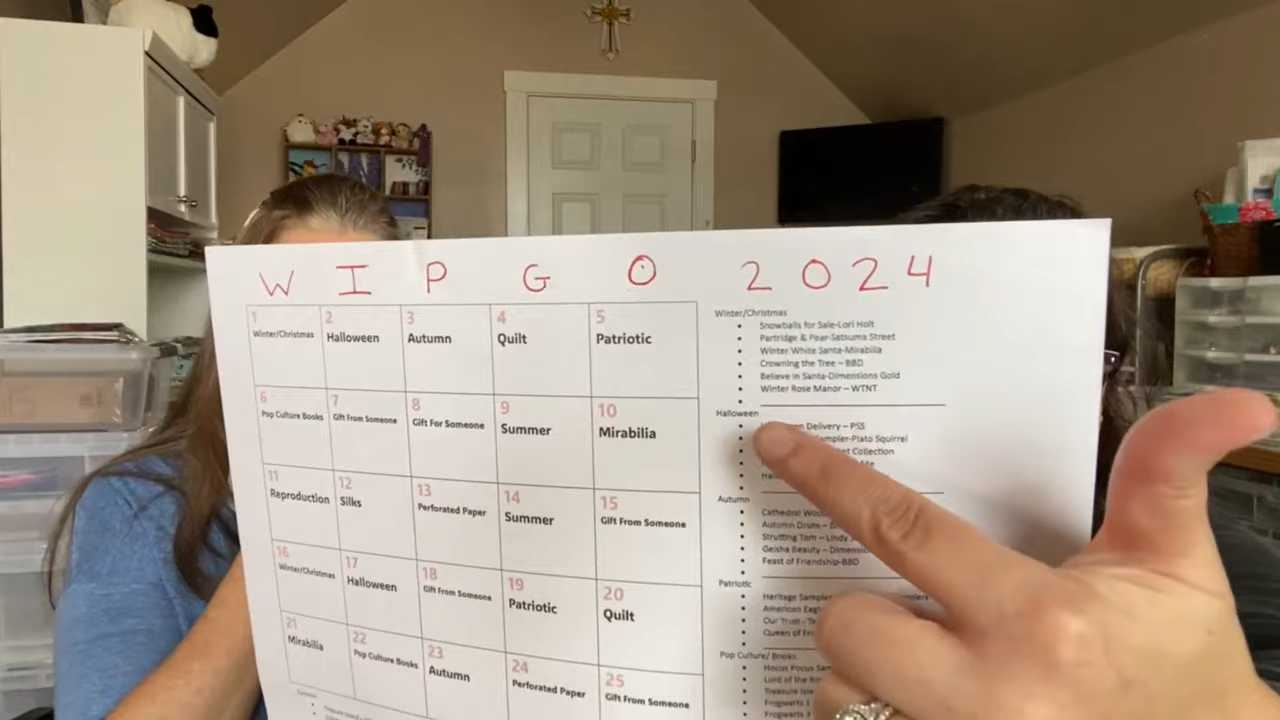 W I P G O 2024
1 2 3 4 5
Winter/Christmas Halloween Autumn Quilt Patriotic
6 7 8 9 10
Pop Culture Books Gift From Someone Gift For Someone Summer Mirabilia
11 12 13 14 15
Reproduction Silks Perforated Paper Summer Gift From Someone
16 17 18 19 20
Winter/Christmas Halloween Gift From Someone Patriotic Quilt
21 22 23 24 25
Mirabilia Pop Culture Books Autumn Perforated Paper Gift From Someone
Winter/Christmas
Snowballs for Sale-Lori Holt
Partridge & Pear-Satsuma Street
Winter White Santa-Mirabilia
Crowning the Tree – BBD
Believe in Santa-Dimensions Gold
Winter Rose Manor – WTNT
Halloween
Delivery – PSS
Sampler-Plato Squirrel
Collection
Autumn
Cathedral
Autumn Drum –
Strutting Tom – Lindy
Geisha Beauty –
Feast of Friendship-BBD
Patriotic
Heritage
American
Our Trust
Queen of
Pop Culture/ Books
Hocus Pocus
Lord of the
Treasure
Frogwarts
Frogwarts